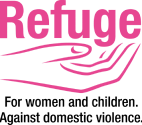 Refuge
For women and children.
Against domestic violence.